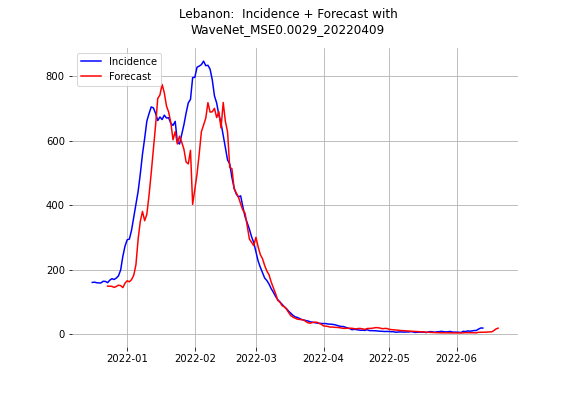 Lebanon:  Incidence + Forecast with
WaveNet_MSE0.0029_20220409
Incidence
Forecast
800
600
400
200
0
2022-01 2022-02 2022-03 2022-04 2022-05 2022-06